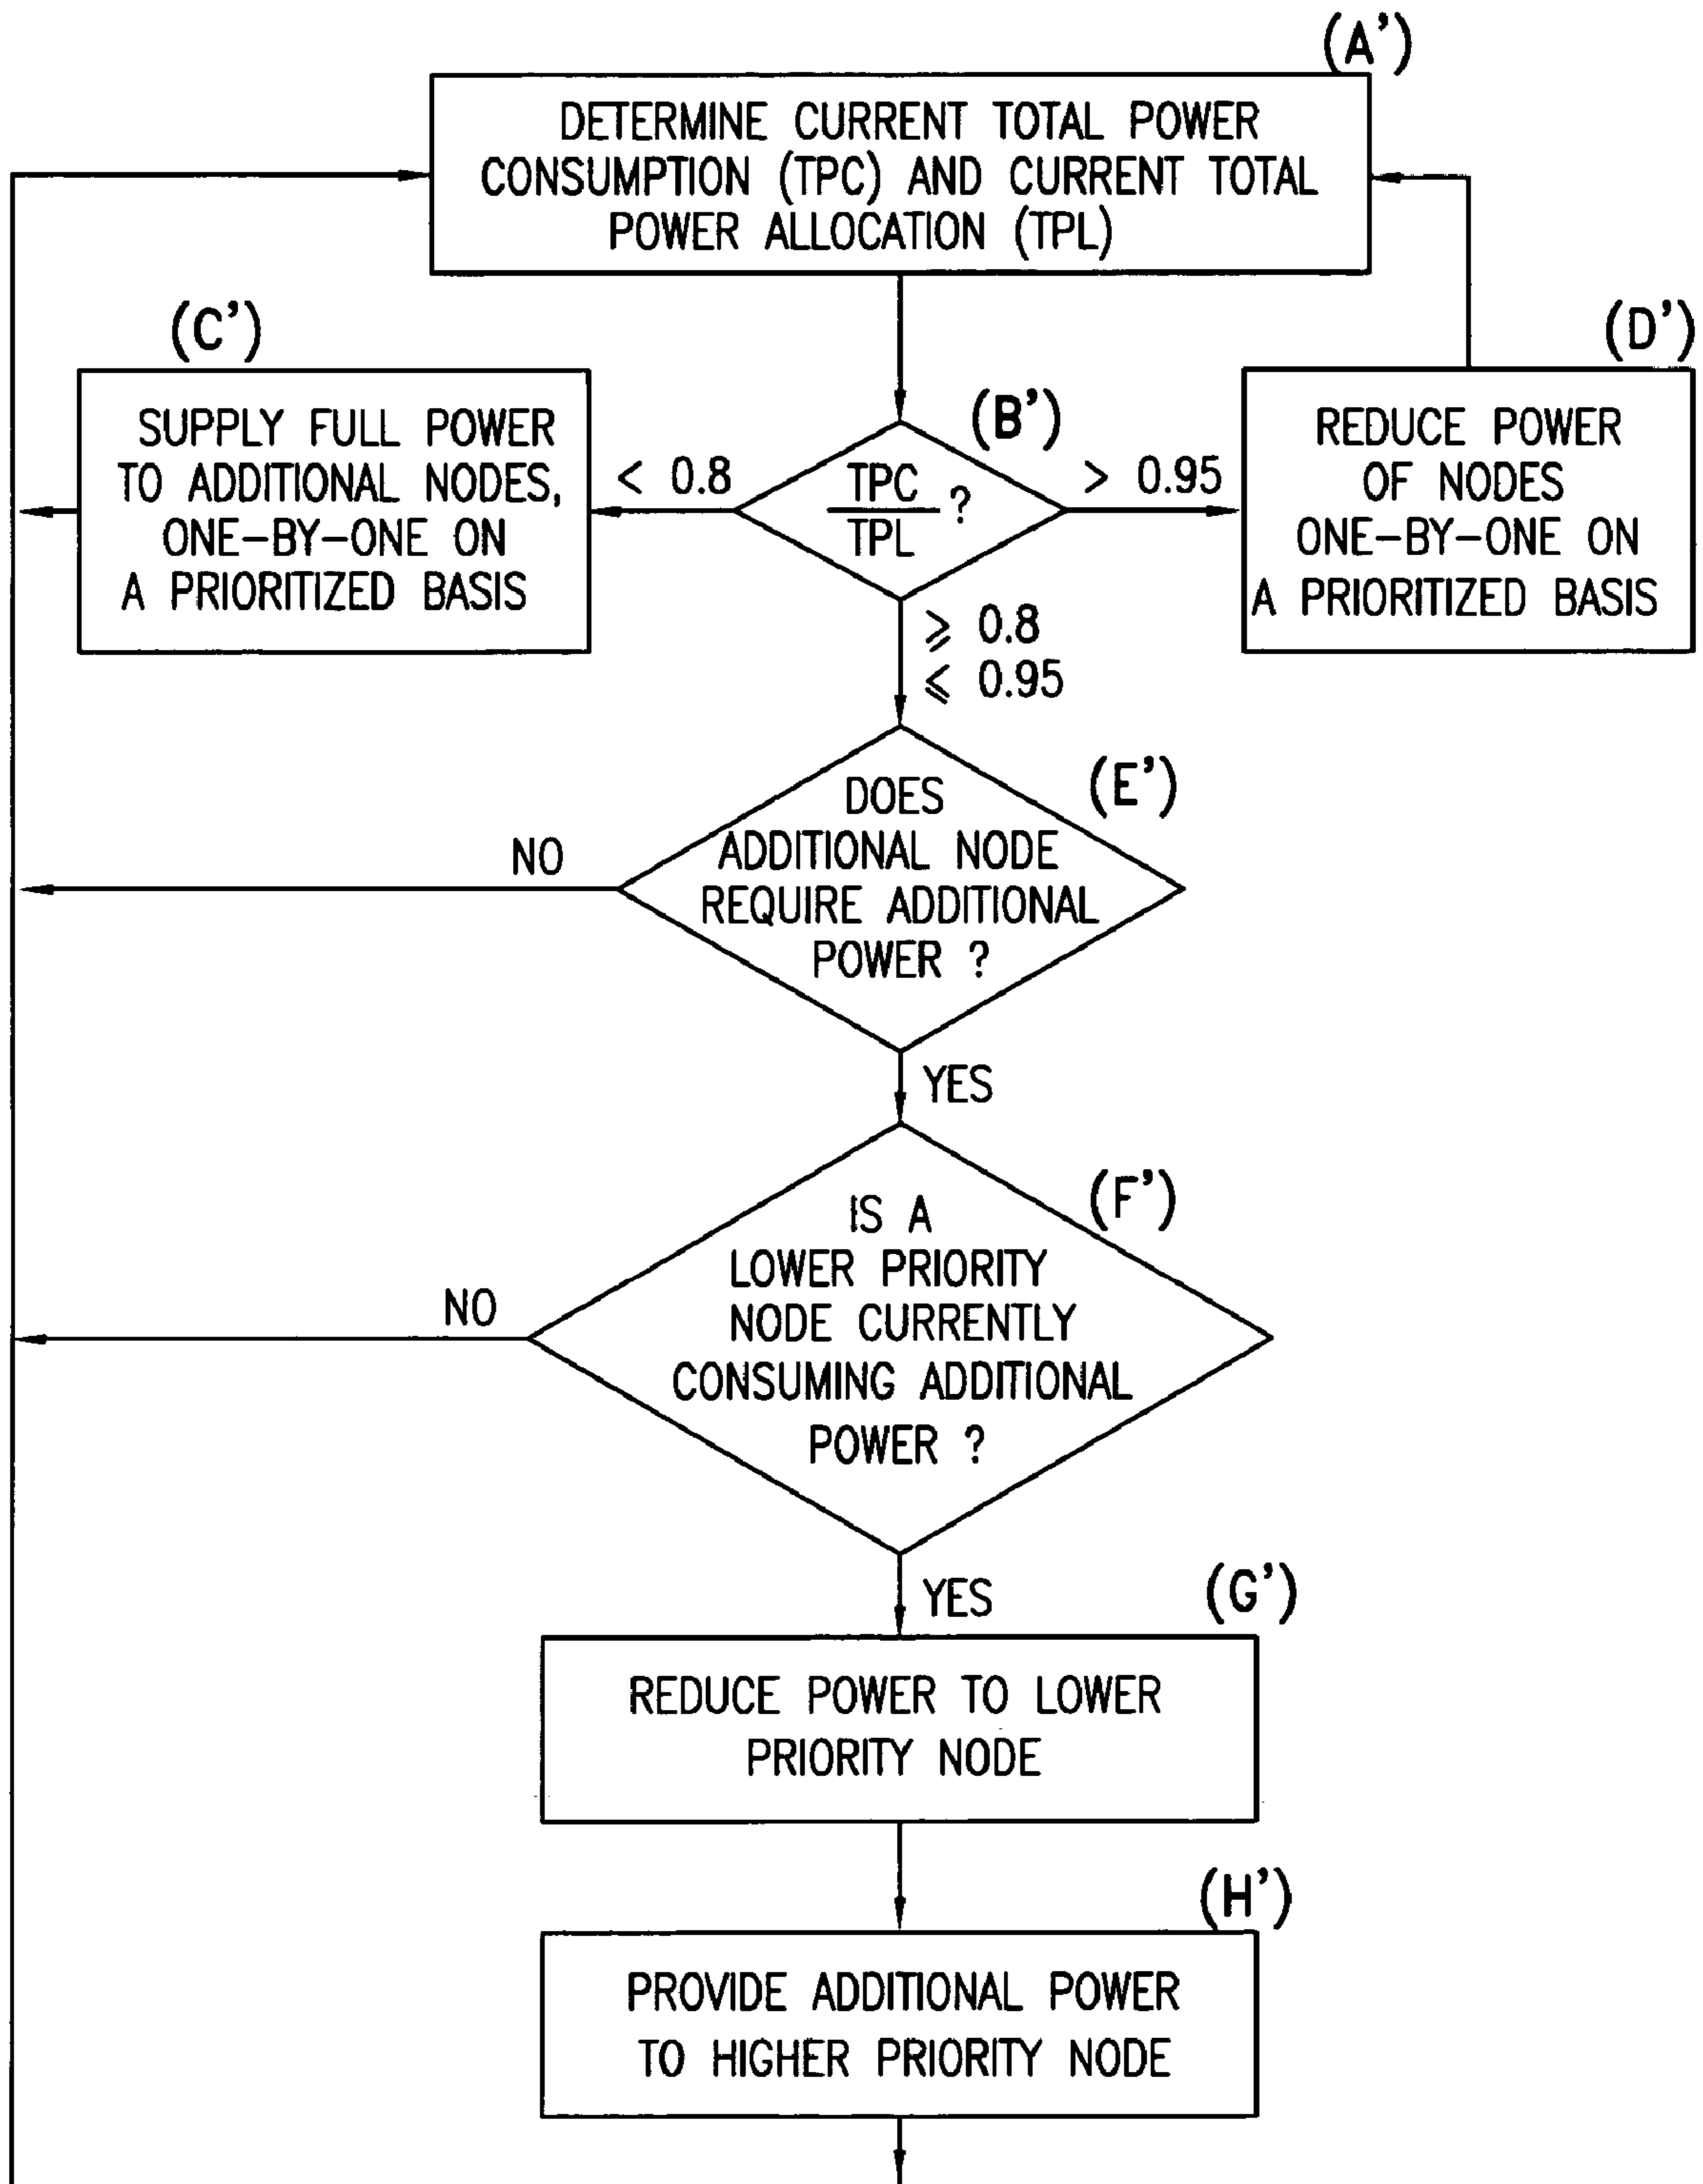 (A')
DETERMINE CURRENT TOTAL POWER
CONSUMPTION (TPC) AND CURRENT TOTAL
POWER ALLOCATION (TPL)
(C')
SUPPLY FULL POWER
TO ADDITIONAL NODES,
ONE-BY-ONE ON
A PRIORITIZED BASIS
< 0.8
(B')
TPC
TPL
?
> 0.95
(D')
REDUCE POWER
OF NODES
ONE-BY-ONE ON
A PRIORITIZED BASIS
⩾ 0.8
⩽ 0.95
(E')
DOES
ADDITIONAL NODE
REQUIRE ADDITIONAL
POWER ?
NO
YES
(F')
IS A
LOWER PRIORITY
NODE CURRENTLY
CONSUMING ADDITIONAL
POWER ?
NO
YES
(G')
REDUCE POWER TO LOWER
PRIORITY NODE
(H')
PROVIDE ADDITIONAL POWER
TO HIGHER PRIORITY NODE